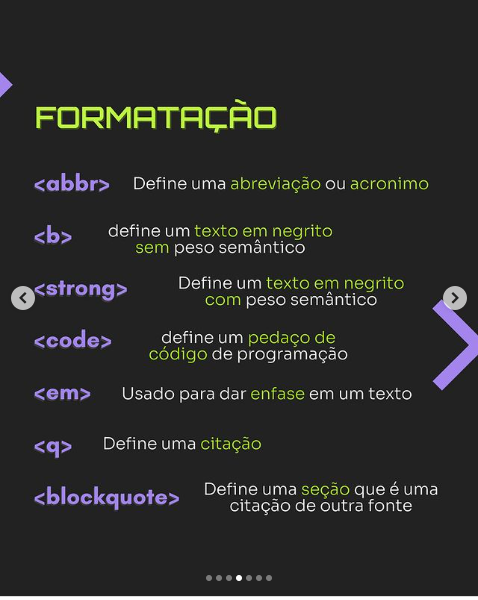 FORMATAÇÀO
<abbr> Define uma abreviação ou acronimo
<b> define um texto em negrito
sem peso semântico
<strong> Define um texto em negrito
com peso semântico
<code> define um pedaço de
código de programação
<em> Usado para dar enfase em um texto
<q> Define uma citação
<blockquote> Define uma seção que é uma
citação de outra fonte